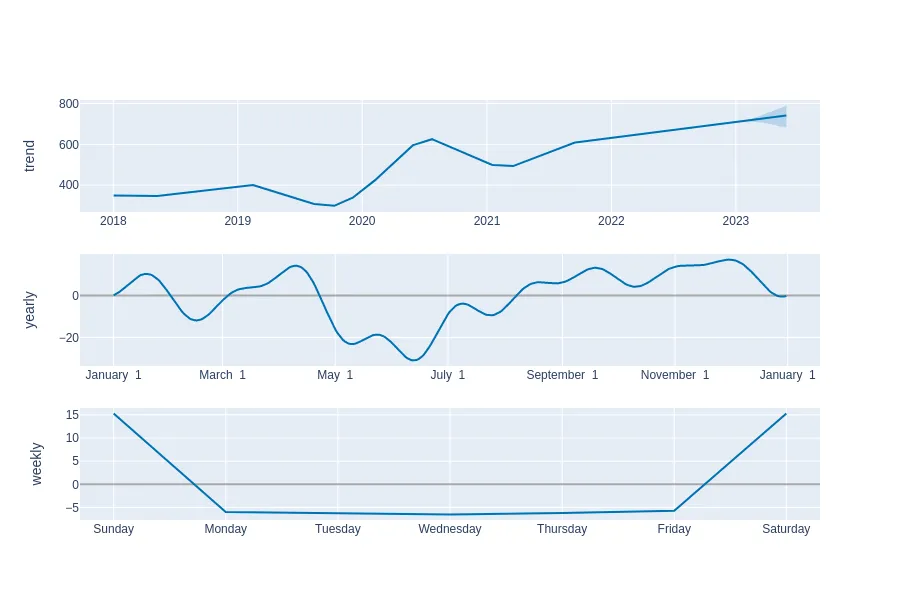 trend
800
600
400
2018 2019 2020 2021 2022 2023
yearly
0
−20
January 1 March 1 May 1 July 1 September 1 November 1 January 1
weekly
15
10
5
0
−5
Sunday Monday Tuesday Wednesday Thursday Friday Saturday